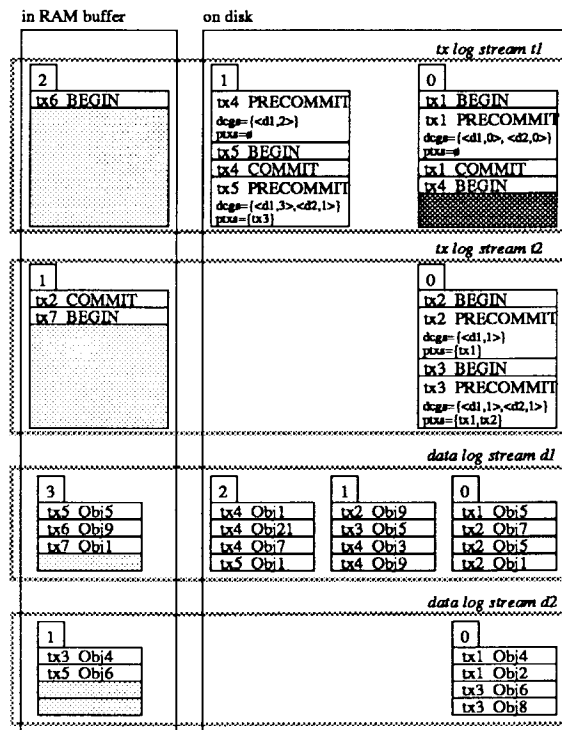 in RAM buffer
on disk
tx log stream t1
2
tx6 BEGIN
1
tx4 PRECOMMIT
dcgs={<d1,2>}
ptxs=ø
tx5 BEGIN
tx4 COMMIT
tx5 PRECOMMIT
dcgs={<d1,3>,<d2,1>}
ptxs={tx3}
0
tx1 BEGIN
tx1 PRECOMMIT
dcgs={<d1,0>, <d2,0>}
ptxs=ø
tx1 COMMIT
tx4 BEGIN
tx log stream t2
1
tx2 COMMIT
tx7 BEGIN
0
tx2 BEGIN
tx2 PRECOMMIT
dcgs={<d1,1>}
ptxs={tx1}
tx3 BEGIN
tx3 PRECOMMIT
dcgs={<d1,1>,<d2,1>}
ptxs={tx1,tx2}
data log stream d1
3
tx5 Obj5
tx6 Obj9
tx7 Obj1
2
tx4 Obj1
tx4 Obj21
tx4 Obj7
tx5 Obj1
1
tx2 Obj9
tx3 Obj5
tx4 Obj3
tx4 Obj9
0
tx1 Obj5
tx2 Obj7
tx2 Obj5
tx2 Obj1
data log stream d2
1
tx3 Obj4
tx5 Obj6
0
tx1 Obj4
tx1 Obj2
tx3 Obj6
tx3 Obj8